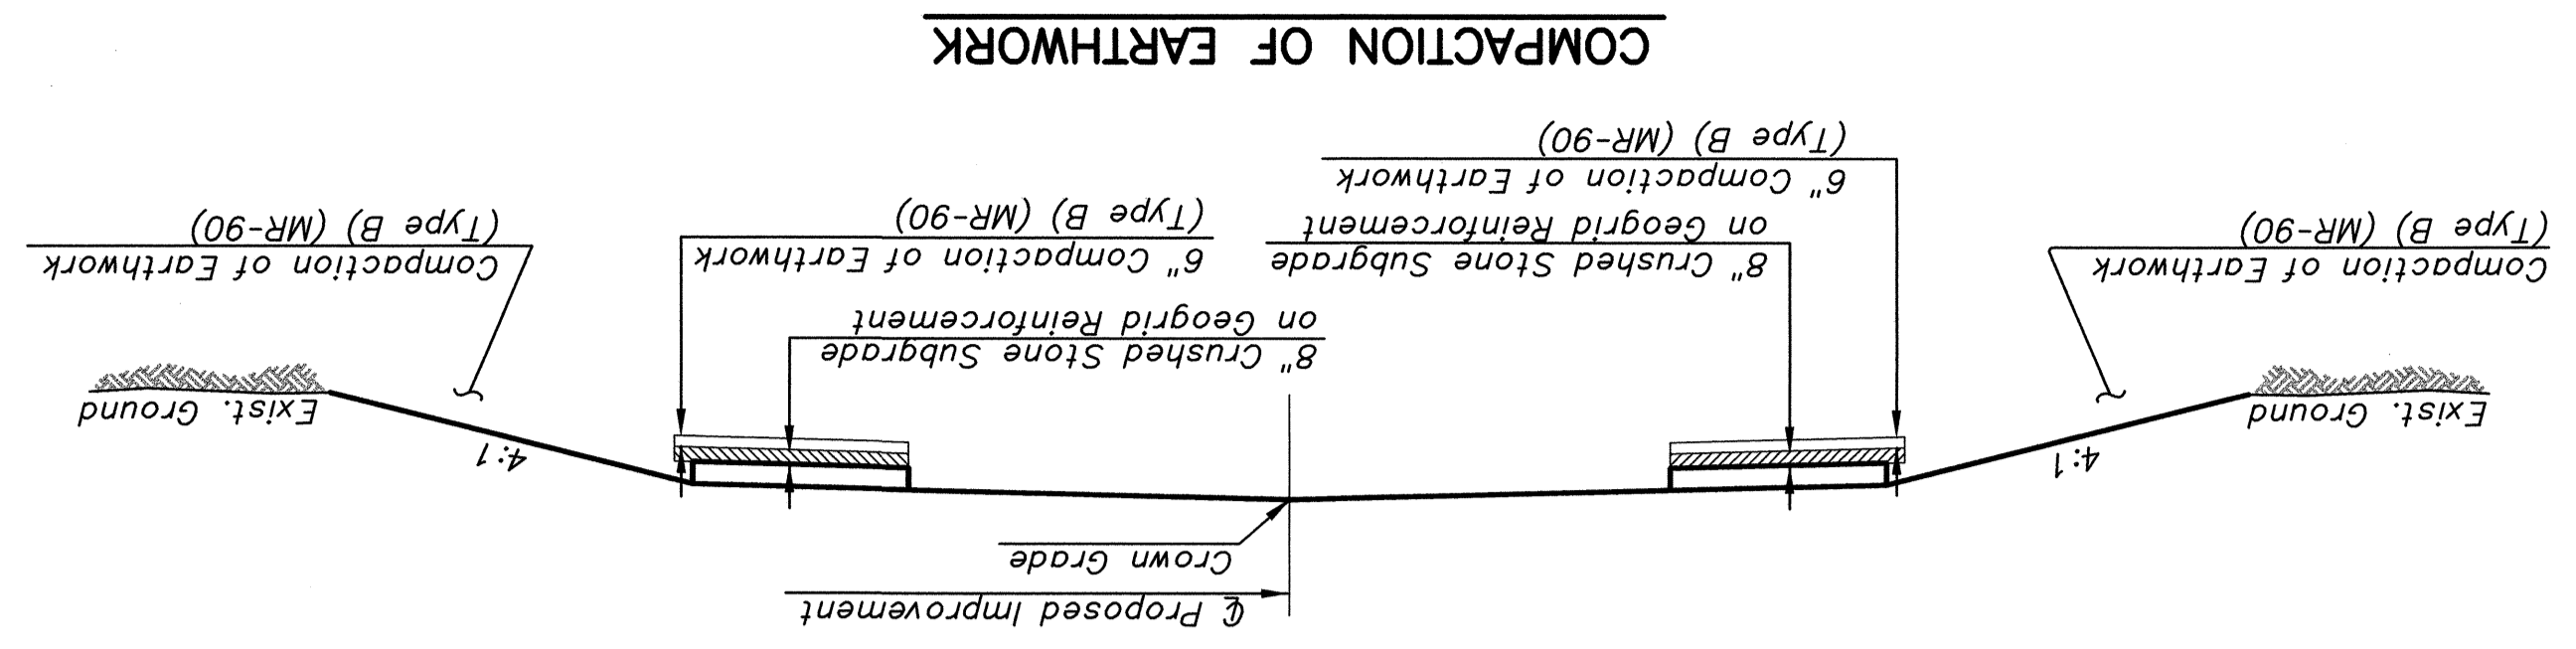 ℄ Proposed Improvement
Crown Grade
4:1
4:1
Exist. Ground
Exist. Ground
8" Crushed Stone Subgrade
on Geogrid Reinforcement
8" Crushed Stone Subgrade
on Geogrid Reinforcement
Compaction of Earthwork
(Type B) (MR-90)
6" Compaction of Earthwork
(Type B) (MR-90)
6" Compaction of Earthwork
(Type B) (MR-90)
Compaction of Earthwork
(Type B) (MR-90)
COMPACTION OF EARTHWORK